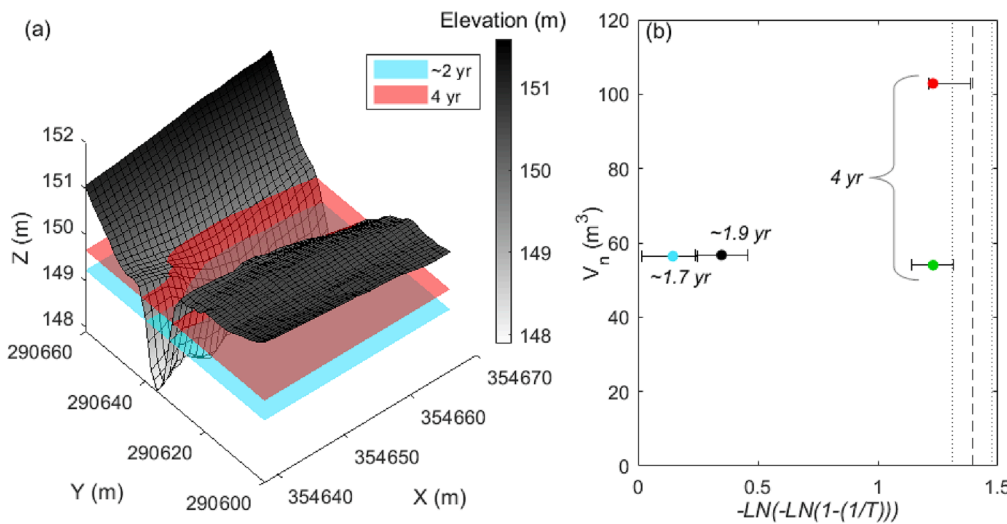 (a)
Elevation (m)
~2 yr
4 yr
151
150
149
148
152
151
150
149
148
Z (m)
290660
290640
290620
290600
Y (m)
354640
354650
354660
354670
X (m)
(b)
120
100
80
60
40
20
0
Vn (m³)
4 yr
~1.9 yr
~1.7 yr
0
0.5
1
1.5
-LN(-LN(1-(1/T)))